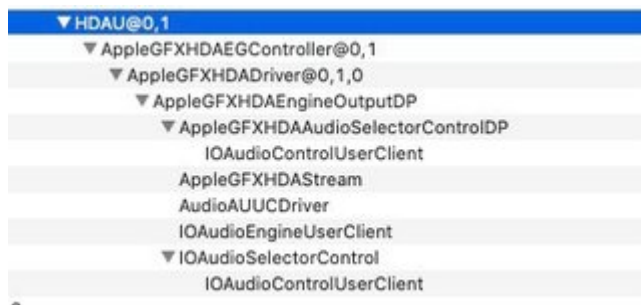 HDAU@0,1
AppleGFXHDAEGController@0,1
AppleGFXHDADriver@0,1,0
AppleGFXHDAEngineOutputDP
AppleGFXHDAAudioSelectorControlDP
IOAudioControlUserClient
AppleGFXHDAStream
AudioAUUCDriver
IOAudioEngineUserClient
IOAudioSelectorControl
IOAudioControlUserClient